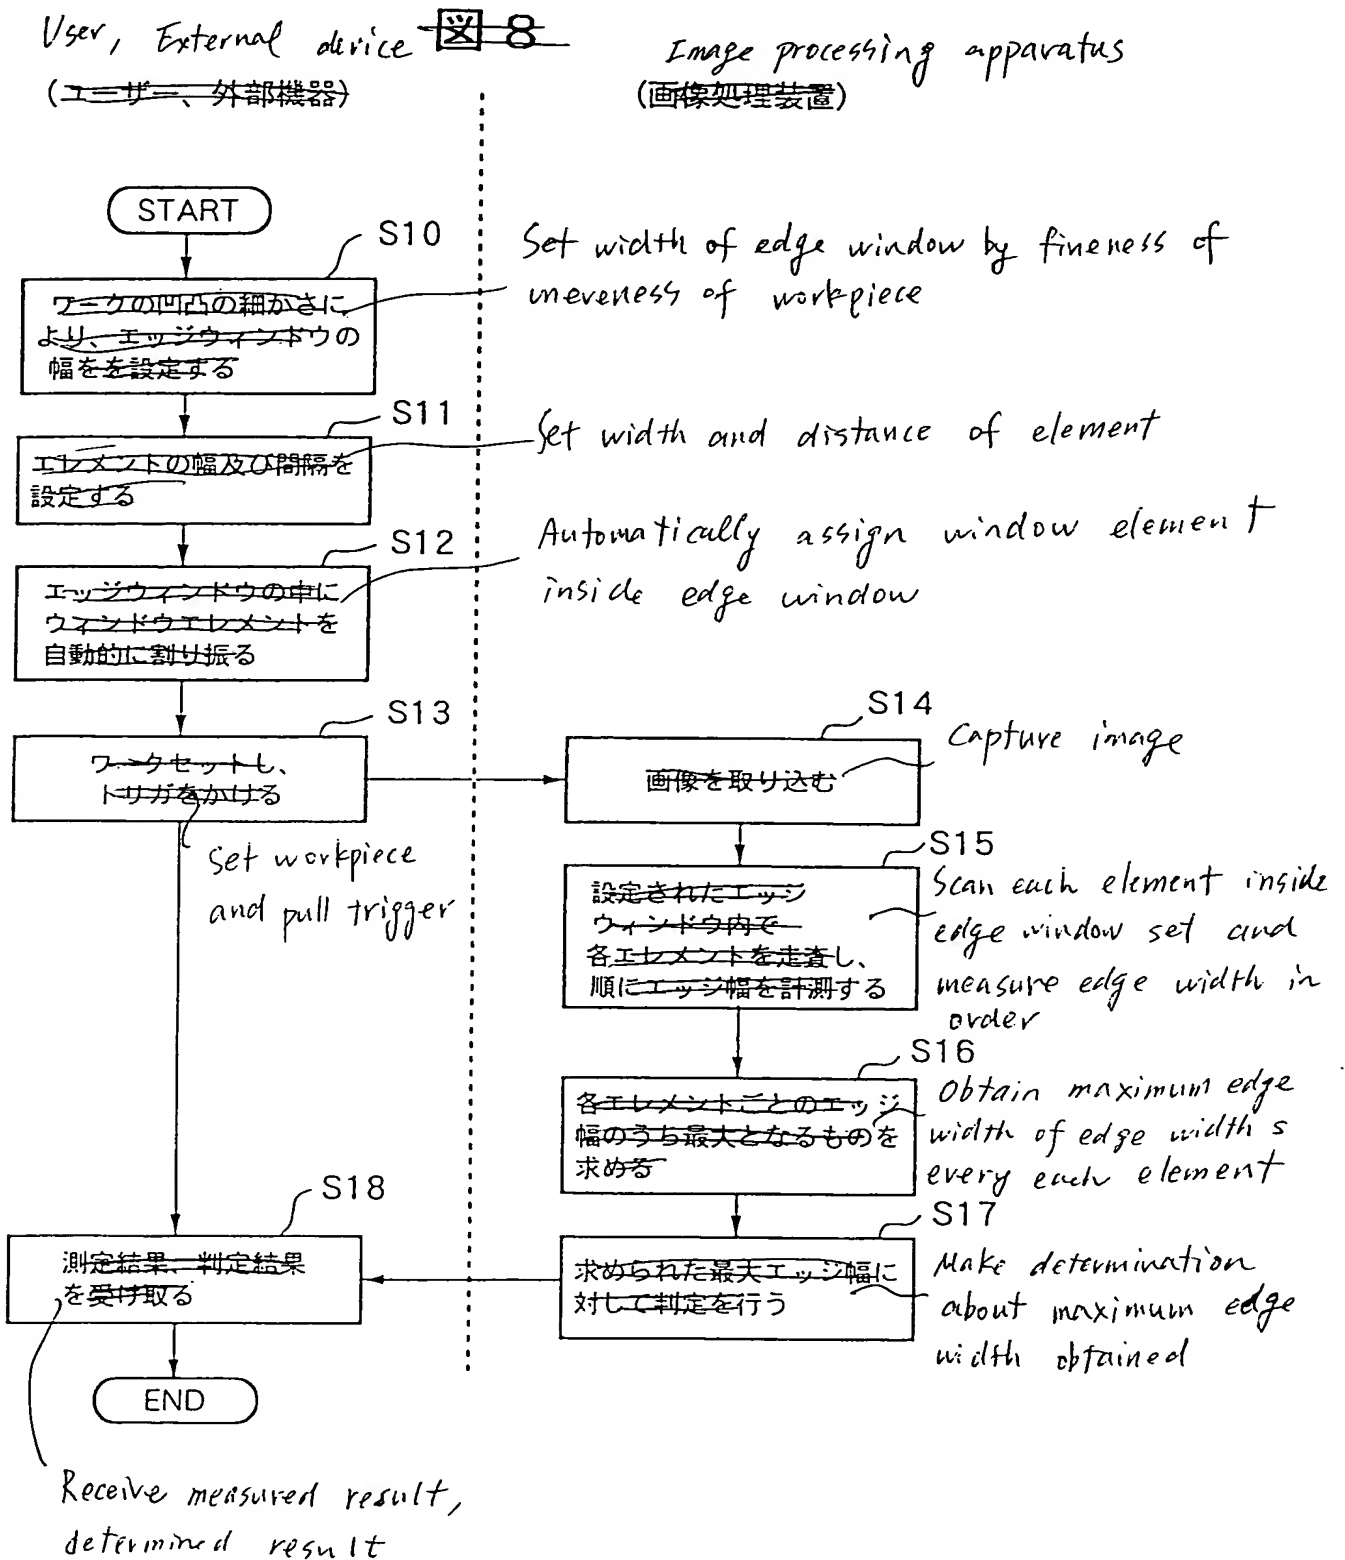 User, External device 図 8
(ユーザー、外部機器)
Image processing apparatus
(画像処理装置)
START
S10
ワークの凹凸の細かさに
より、エッジウィンドウの
幅をを設定する
Set width of edge window by fineness of
uneveness of workpiece
S11
エレメントの幅及び間隔を
設定する
Set width and distance of element
S12
エッジウィンドウの中に
ウィンドウエレメントを
自動的に割り振る
Automatically assign window element
inside edge window
S13
ワークセットし、
トリガをかける
Set workpiece
and pull trigger
S14
画像を取り込む
Capture image
S15
設定されたエッジ
ウィンドウ内で
各エレメントを走査し、
順にエッジ幅を計測する
Scan each element inside
edge window set and
measure edge width in
order
S16
各エレメントごとのエッジ
幅のうち最大となるものを
求める
Obtain maximum edge
width of edge widths
every each element
S17
求められた最大エッジ幅に
対して判定を行う
Make determination
about maximum edge
width obtained
S18
測定結果、判定結果
を受け取る
END
Receive measured result,
determined result